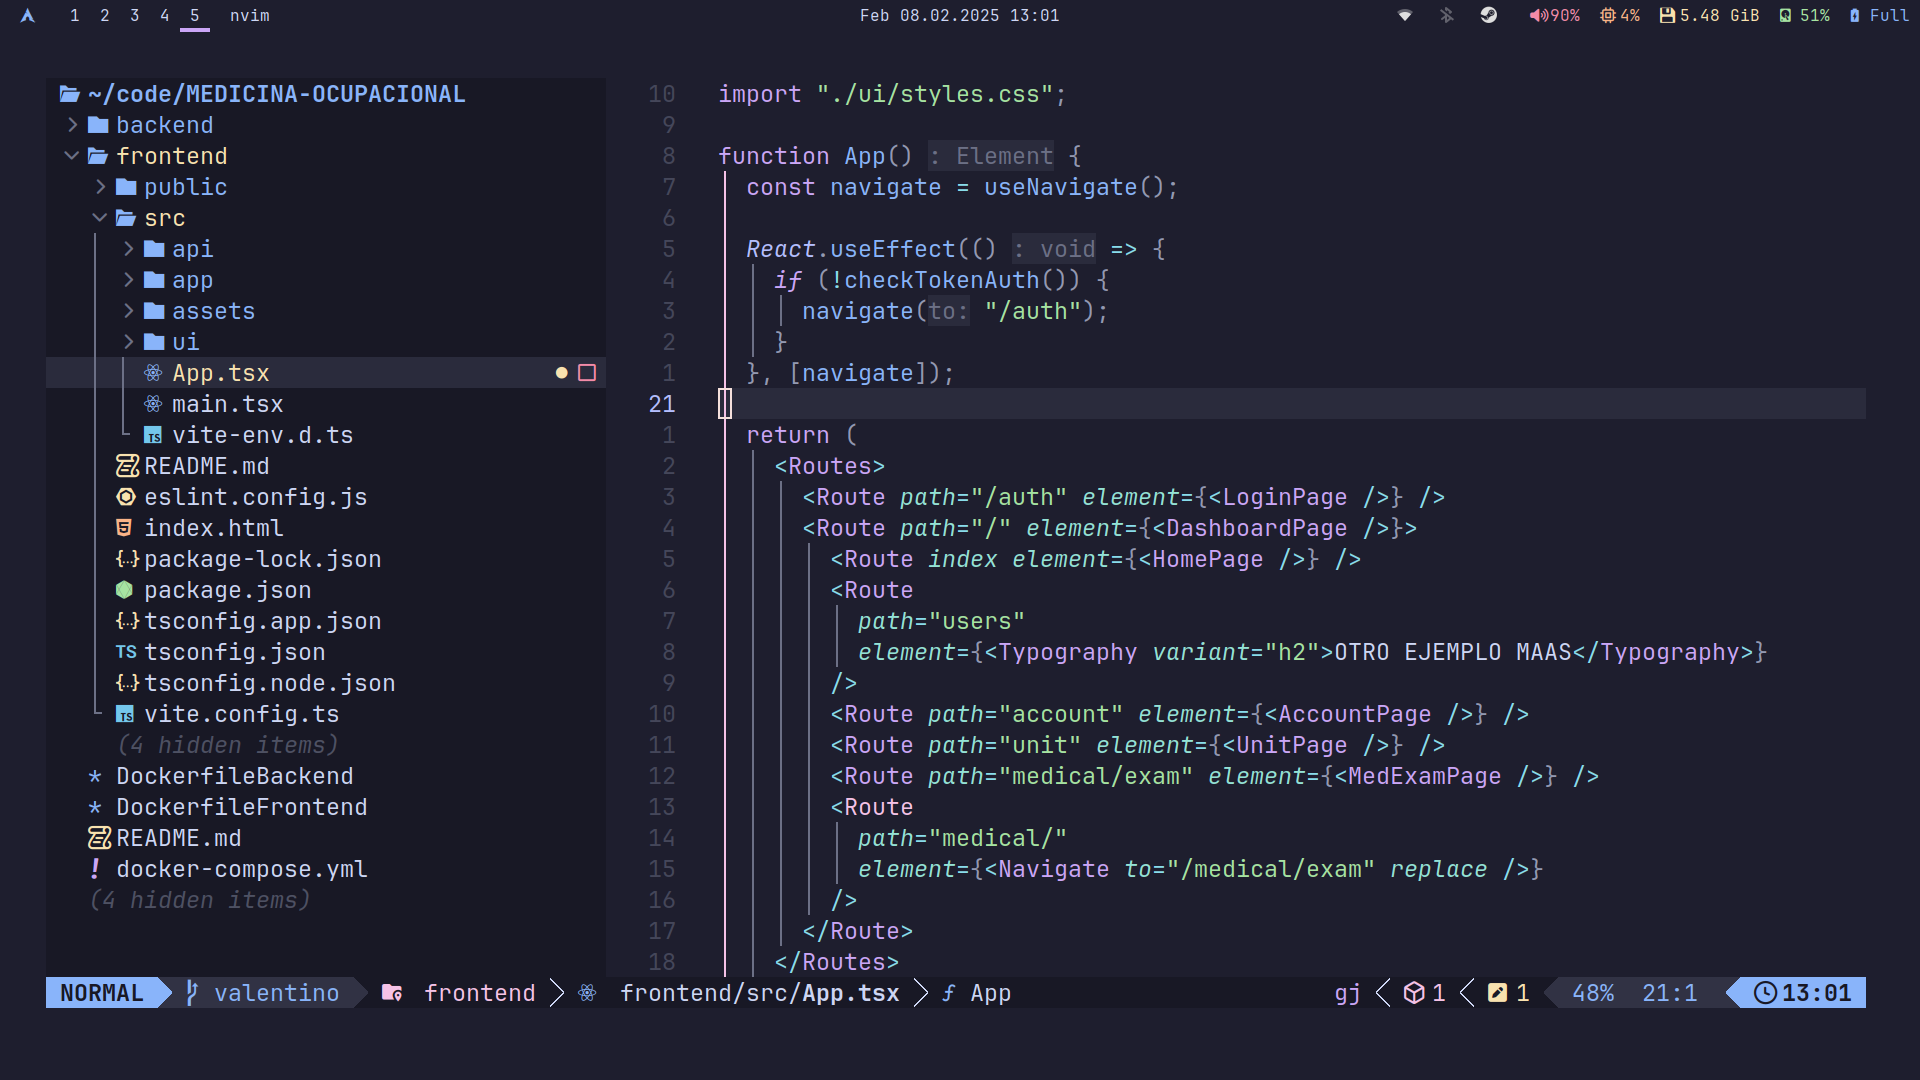 1 2 3 4 5 nvim Feb 08.02.2025 13:01 90% 4% 5.48 GiB 51% Full
~/code/MEDICINA-OCUPACIONAL
backend
frontend
public
src
api
app
assets
ui
App.tsx
main.tsx
TS vite-env.d.ts
README.md
eslint.config.js
index.html
{..} package-lock.json
package.json
{..} tsconfig.app.json
TS tsconfig.json
{..} tsconfig.node.json
TS vite.config.ts
(4 hidden items)
* DockerfileBackend
* DockerfileFrontend
README.md
! docker-compose.yml
(4 hidden items)
10 import "./ui/styles.css";
9
8 function App() : Element {
7 const navigate = useNavigate();
6
5 React.useEffect(() : void => {
4 if (!checkTokenAuth()) {
3 navigate(to: "/auth");
2 }
1 }, [navigate]);
21
1 return (
2 <Routes>
3 <Route path="/auth" element={<LoginPage />} />
4 <Route path="/" element={<DashboardPage />}>
5 <Route index element={<HomePage />} />
6 <Route
7 path="users"
8 element={<Typography variant="h2">OTRO EJEMPLO MAAS</Typography>}
9 />
10 <Route path="account" element={<AccountPage />} />
11 <Route path="unit" element={<UnitPage />} />
12 <Route path="medical/exam" element={<MedExamPage />} />
13 <Route
14 path="medical/"
15 element={<Navigate to="/medical/exam" replace />}
16 />
17 </Route>
18 </Routes>
NORMAL valentino frontend frontend/src/App.tsx App gj 1 1 48% 21:1 13:01